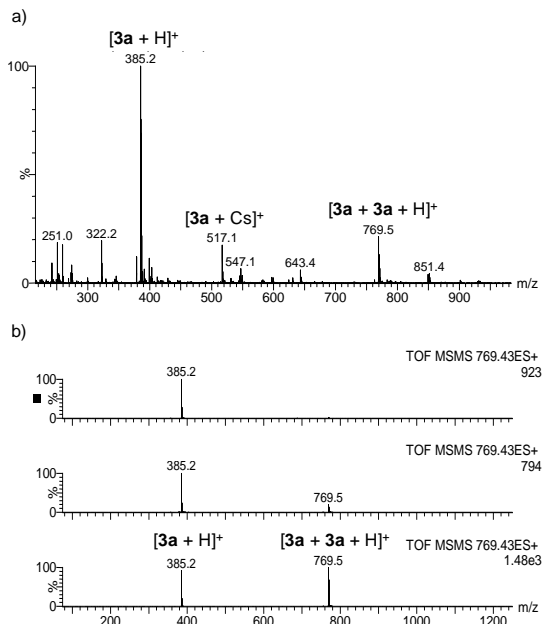 a)
[3a + H]⁺
385.2
100
%
[3a + Cs]⁺
[3a + 3a + H]⁺
251.0
322.2
517.1
547.1
643.4
769.5
851.4
0
300 400 500 600 700 800 900 m/z
b)
TOF MSMS 769.43ES+
923
385.2
100
%
0
TOF MSMS 769.43ES+
794
385.2
100
769.5
%
0
[3a + H]⁺ [3a + 3a + H]⁺ TOF MSMS 769.43ES+
1.48e3
385.2 769.5
100
%
0
m/z
200 400 600 800 1000 1200